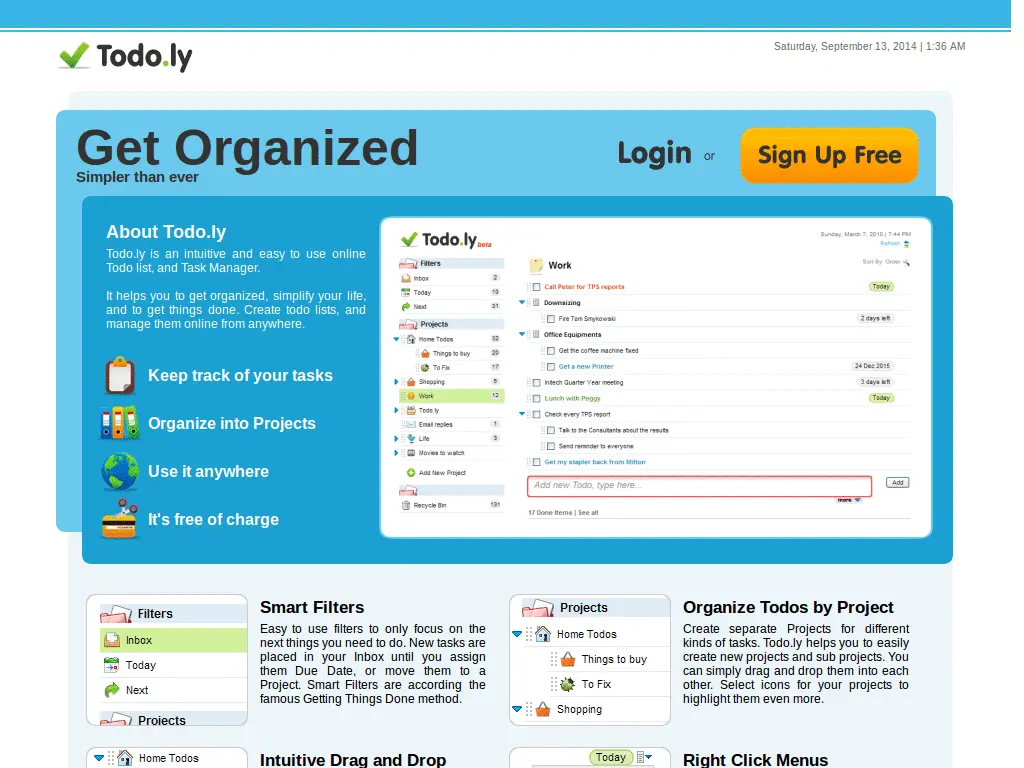 Todo.ly
Saturday, September 13, 2014 | 1:36 AM
Get Organized
Simpler than ever
Login or Sign Up Free
About Todo.ly
Todo.ly is an intuitive and easy to use online
Todo list, and Task Manager.
It helps you to get organized, simplify your life,
and to get things done. Create todo lists, and
manage them online from anywhere.
Keep track of your tasks
Organize into Projects
Use it anywhere
It's free of charge
Todo.ly beta
Sunday, March 7, 2010 | 7:44 PM
Refresh
Filters
Inbox 2
Today 10
Next 31
Projects
Home Todos 32
Things to buy 20
To Fix 17
Shopping 8
Work 12
Todo.ly
Email replies 1
Life 3
Movies to watch
Add New Project
Recycle Bin 131
Work
Sort By: Order
Call Peter for TPS reports Today
Downsizing
Fire Tom Smykowski 2 days left
Office Equipments
Get the coffee machine fixed
Get a new Printer 24 Dec 2015
Initech Quarter Year meeting 3 days left
Lunch with Peggy Today
Check every TPS report
Talk to the Consultants about the results
Send reminder to everyone
Get my stapler back from Milton
Add new Todo, type here... Add
more
17 Done Items | See all
Filters
Inbox
Today
Next
Projects
Smart Filters
Easy to use filters to only focus on the
next things you need to do. New tasks are
placed in your Inbox until you assign
them Due Date, or move them to a
Project. Smart Filters are according the
famous Getting Things Done method.
Projects
Home Todos
Things to buy
To Fix
Shopping
Organize Todos by Project
Create separate Projects for different
kinds of tasks. Todo.ly helps you to easily
create new projects and sub projects. You
can simply drag and drop them into each
other. Select icons for your projects to
highlight them even more.
Home Todos
Intuitive Drag and Drop
Today
Right Click Menus